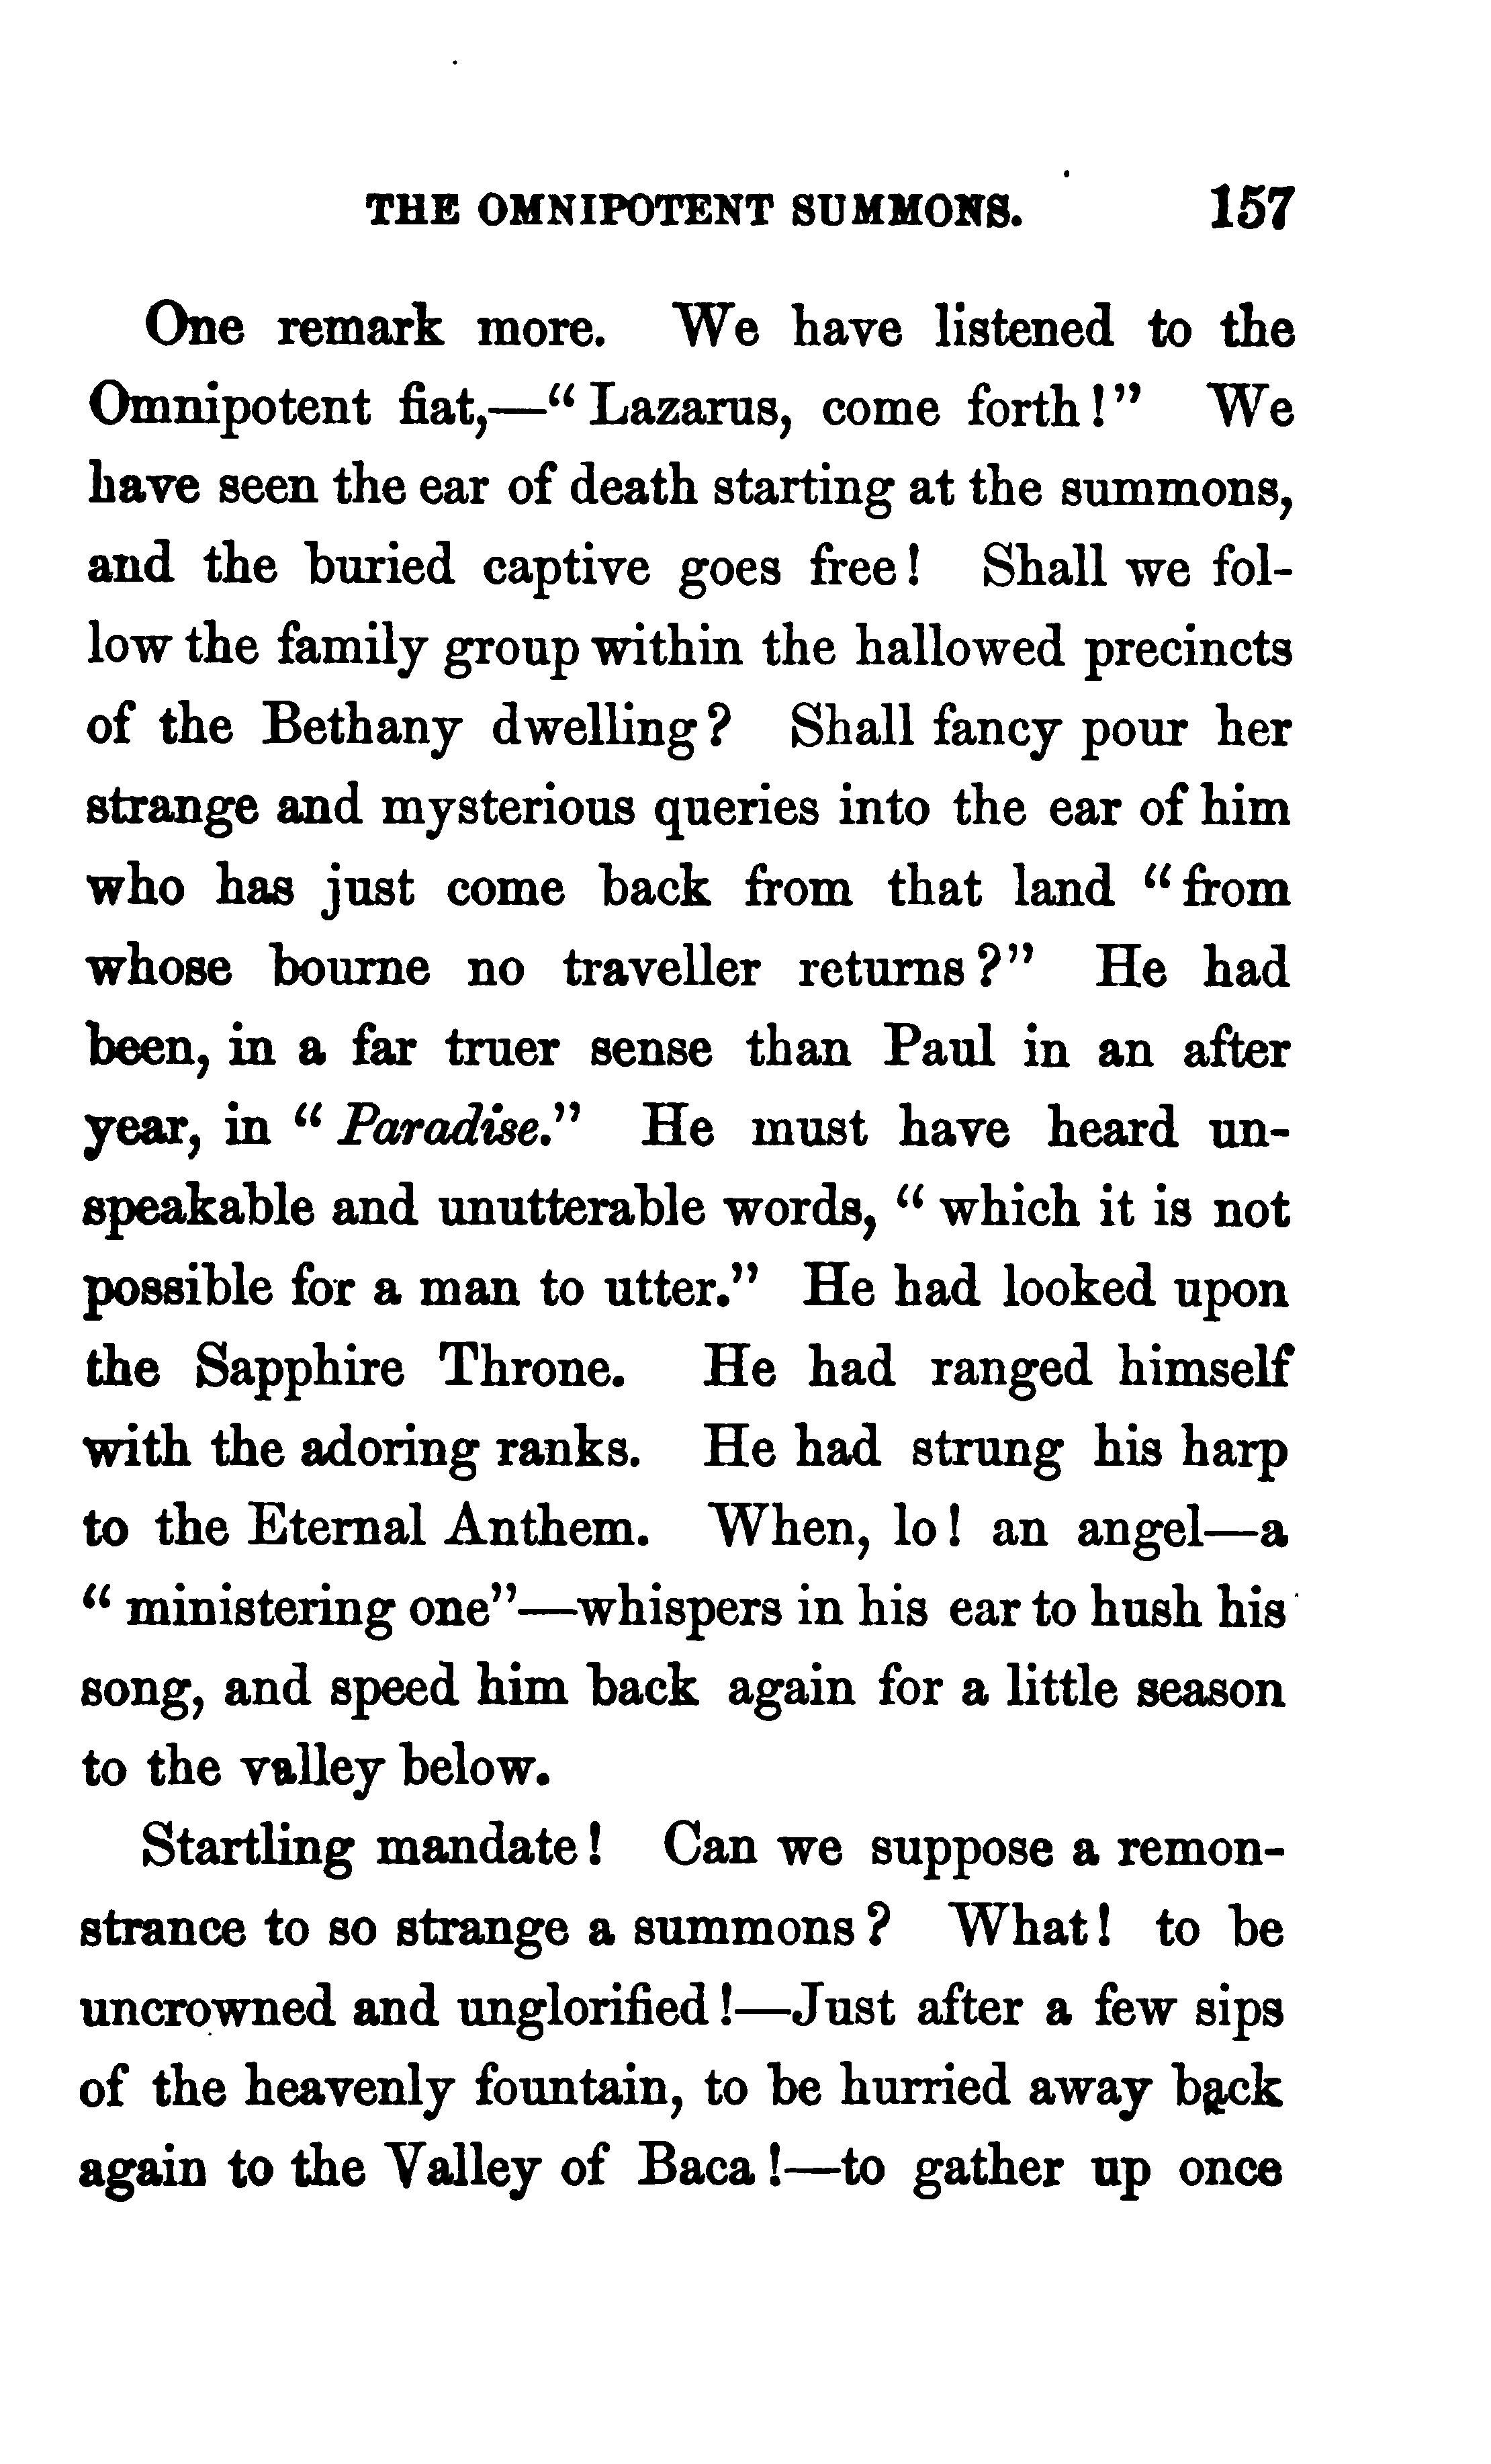 THE OMNIPOTENT SUMMONS. 157
One remark more. We have listened to the
Omnipotent fiat,—“Lazarus, come forth!” We
have seen the ear of death starting at the summons,
and the buried captive goes free! Shall we fol-
low the family group within the hallowed precincts
of the Bethany dwelling? Shall fancy pour her
strange and mysterious queries into the ear of him
who has just come back from that land “from
whose bourne no traveller returns?” He had
been, in a far truer sense than Paul in an after
year, in “Paradise.” He must have heard un-
speakable and unutterable words, “which it is not
possible for a man to utter.” He had looked upon
the Sapphire Throne. He had ranged himself
with the adoring ranks. He had strung his harp
to the Eternal Anthem. When, lo! an angel—a
“ministering one”—whispers in his ear to hush his
song, and speed him back again for a little season
to the valley below.
Startling mandate! Can we suppose a remon-
strance to so strange a summons? What! to be
uncrowned and unglorified!—Just after a few sips
of the heavenly fountain, to be hurried away back
again to the Valley of Baca!—to gather up once